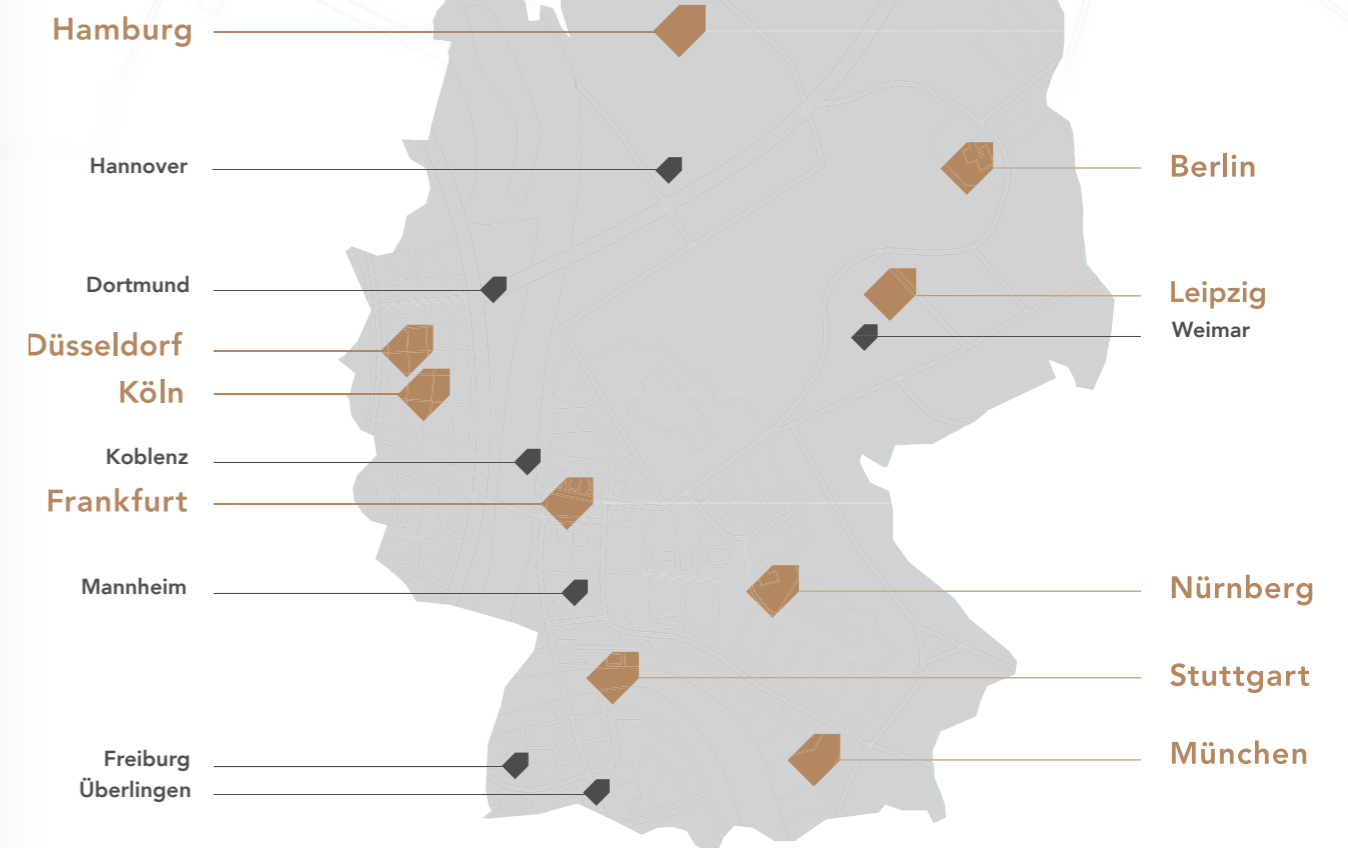 Hamburg
Hannover
Dortmund
Düsseldorf
Köln
Koblenz
Frankfurt
Mannheim
Freiburg
Überlingen
Berlin
Leipzig
Weimar
Nürnberg
Stuttgart
München